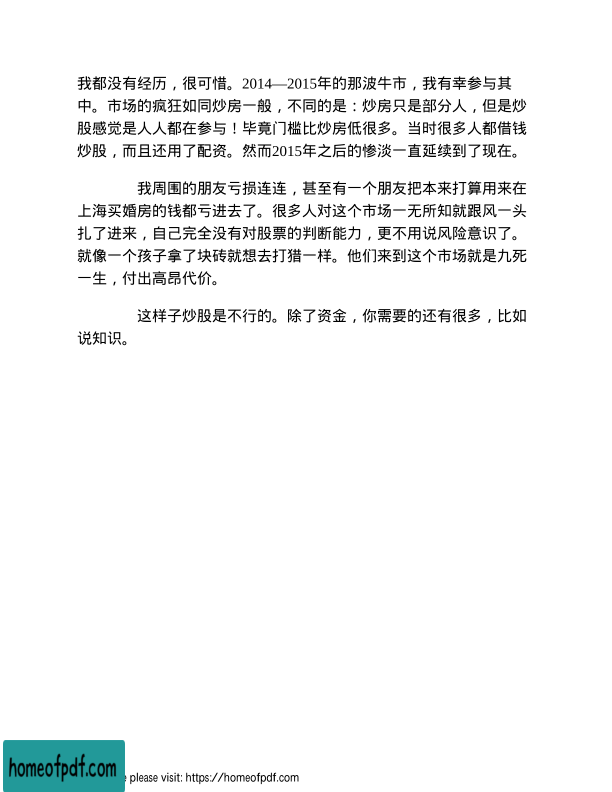 我都没有经历，很可惜。2014—2015年的那波牛市，我有幸参与其
中。市场的疯狂如同炒房一般，不同的是：炒房只是部分人，但是炒
股感觉是人人都在参与！毕竟门槛比炒房低很多。当时很多人都借钱
炒股，而且还用了配资。然而2015年之后的惨淡一直延续到了现在。
我周围的朋友亏损连连，甚至有一个朋友把本来打算用来在
上海买婚房的钱都亏进去了。很多人对这个市场一无所知就跟风一头
扎了进来，自己完全没有对股票的判断能力，更不用说风险意识了。
就像一个孩子拿了块砖就想去打猎一样。他们来到这个市场就是九死
一生，付出高昂代价。
这样子炒股是不行的。除了资金，你需要的还有很多，比如
说知识。
homeofpdf.com
e please visit: https://homeofpdf.com